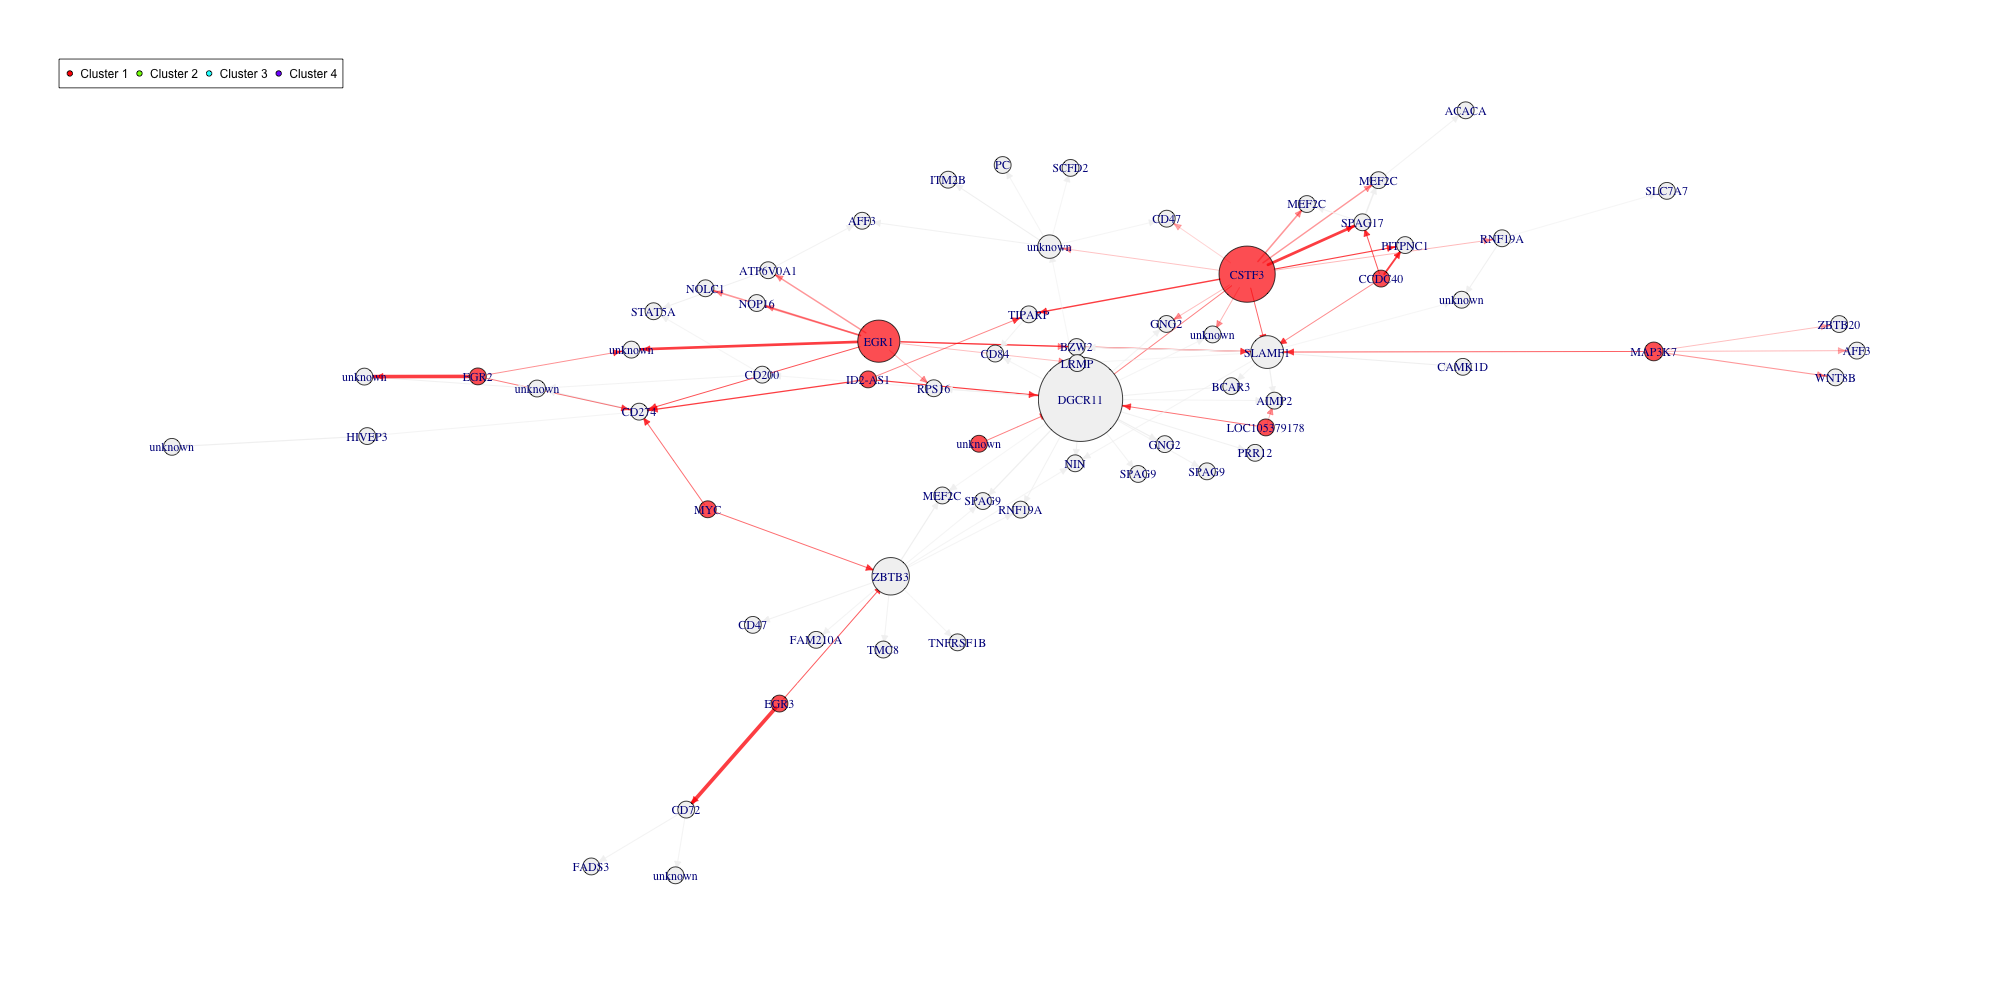 Cluster 1 Cluster 2 Cluster 3 Cluster 4
ACACA
PC
SCFD2
ITM2B
MEF2C
SLC7A7
MEF2C
AFF3
CD47
SPAG17
RNF19A
unknown
PITPNC1
ATP6V0A1
CSTF3
CCDC40
NOLC1
NOP16
unknown
STAT5A
TIPARP
GNG2
ZBTB20
unknown
EGR1
BZW2
unknown
CD84
SLAMF1
MAP3K7
AFF3
LRMP
CAMK1D
unknown
EGR2
CD200
ID2-AS1
WNT8B
unknown
RPS16
BCAR3
DGCR11
AIMP2
CD274
LOC105379178
HIVEP3
unknown
unknown
GNG2
PRR12
NIN
SPAG9
SPAG9
MEF2C
SPAG9
RNF19A
MYC
ZBTB3
CD47
FAM210A
TMC8
TNFRSF1B
EGR3
CD72
FADS3
unknown